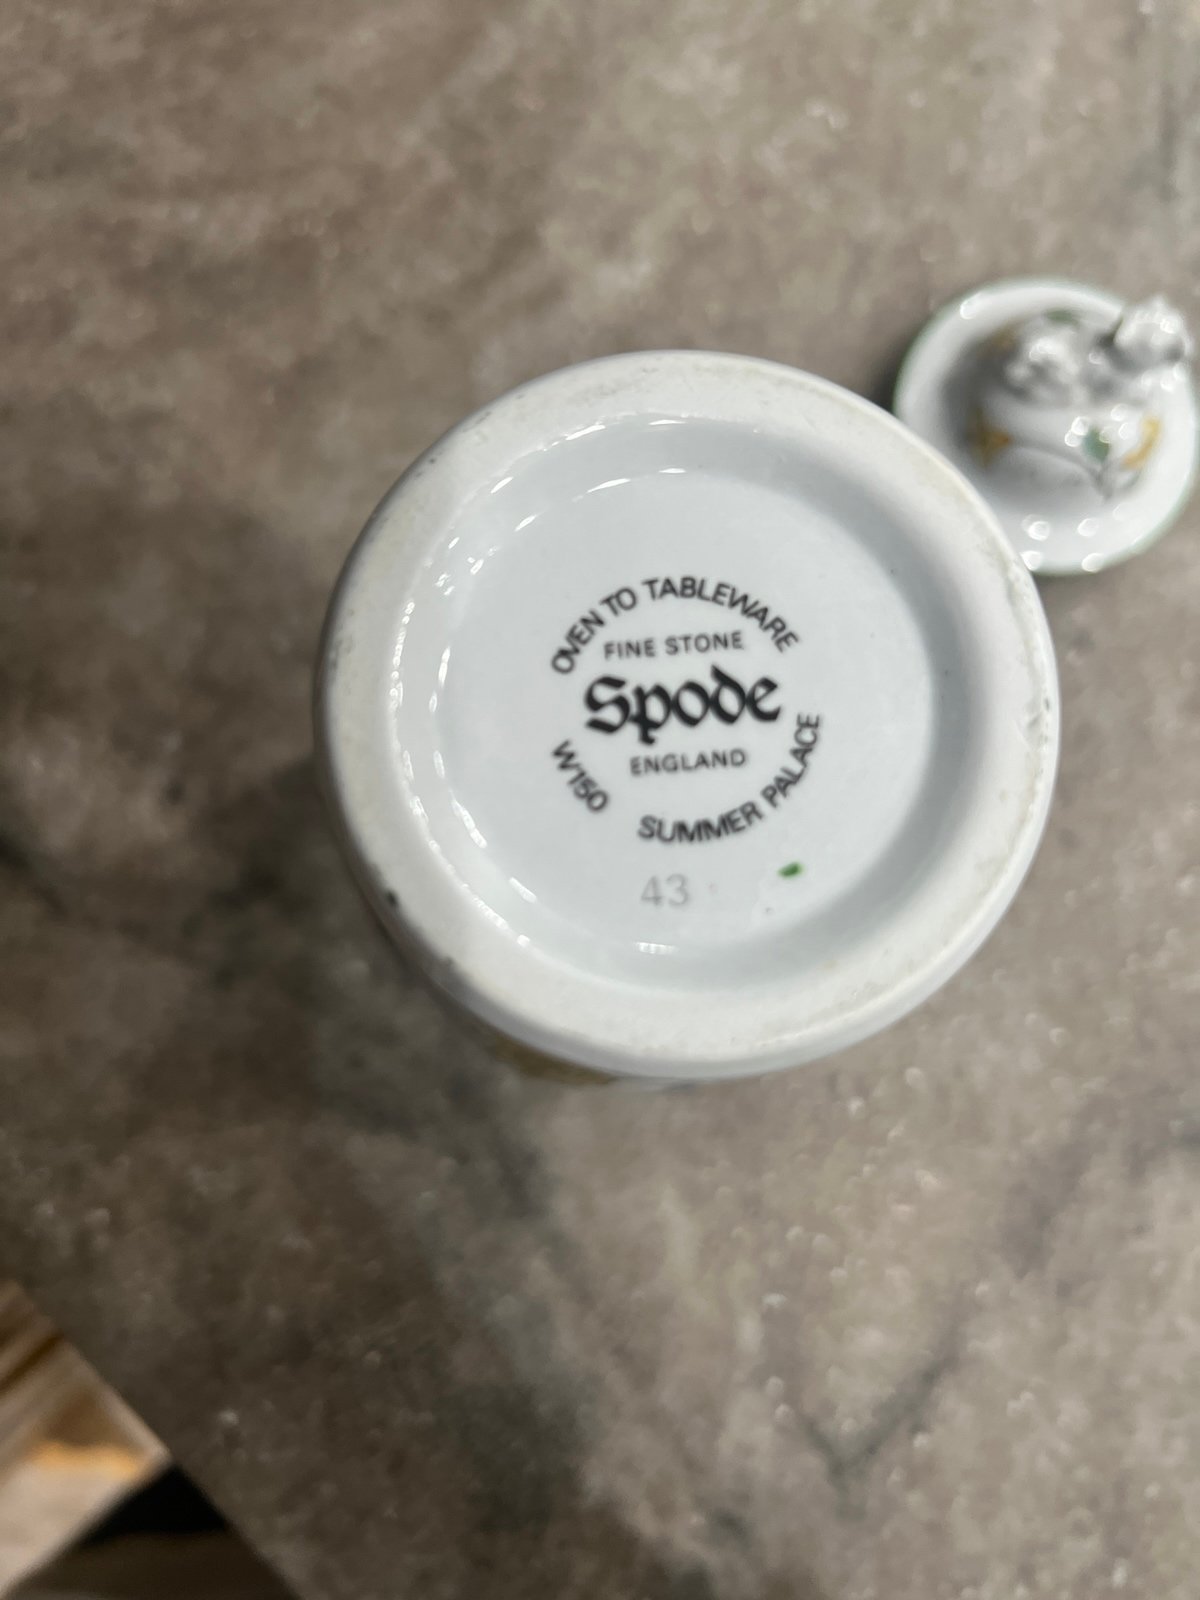 OVEN TO TABLEWARE
FINE STONE
Spode
ENGLAND
W150 SUMMER PALACE
43